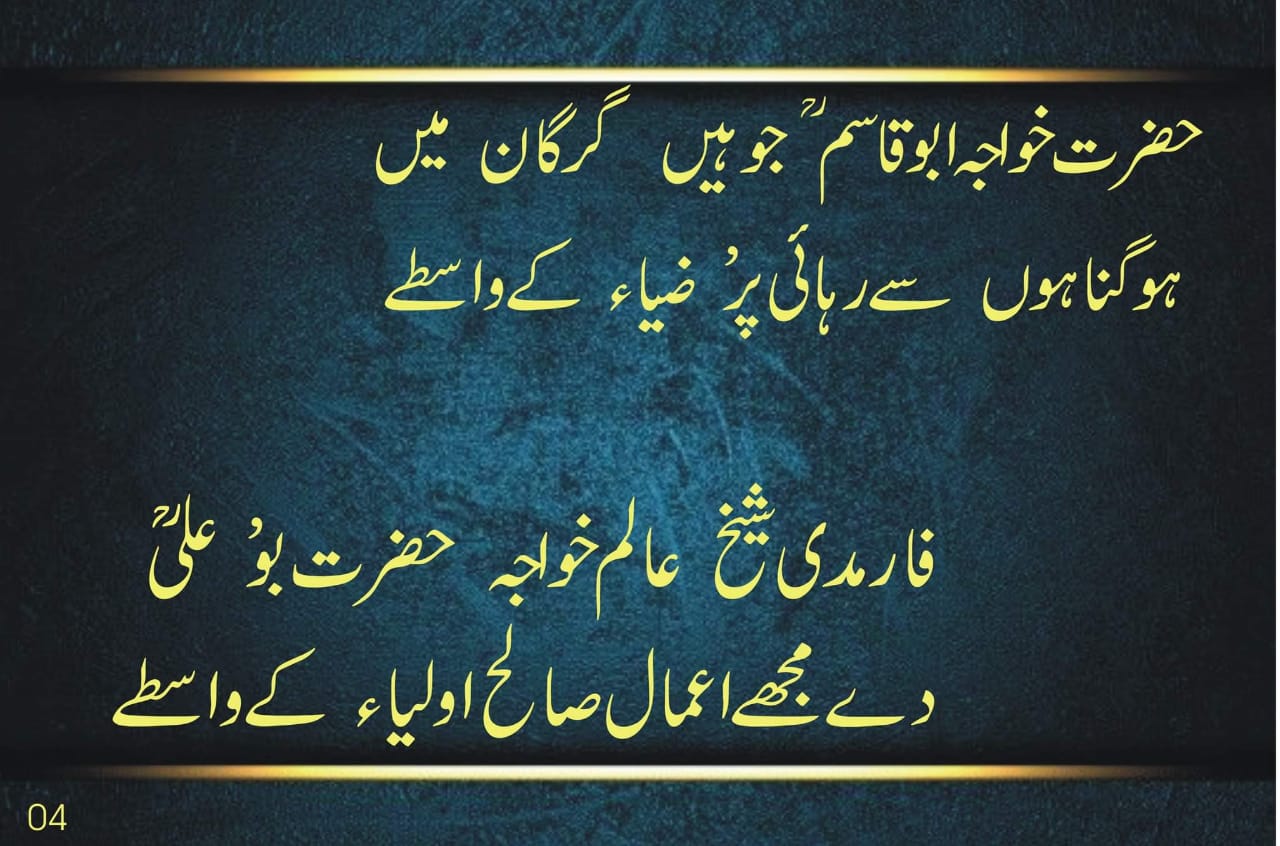 حضرت خواجہ ابو قاسمؒ جو ہیں گرگان میں
ہو گناہوں سے رہائی پرُ ضیاء کے واسطے
فارمدی شیخ عالم خواجہ حضرت بوُ علیؒ
دے مجھے اعمال صالح اولیاء کے واسطے
04